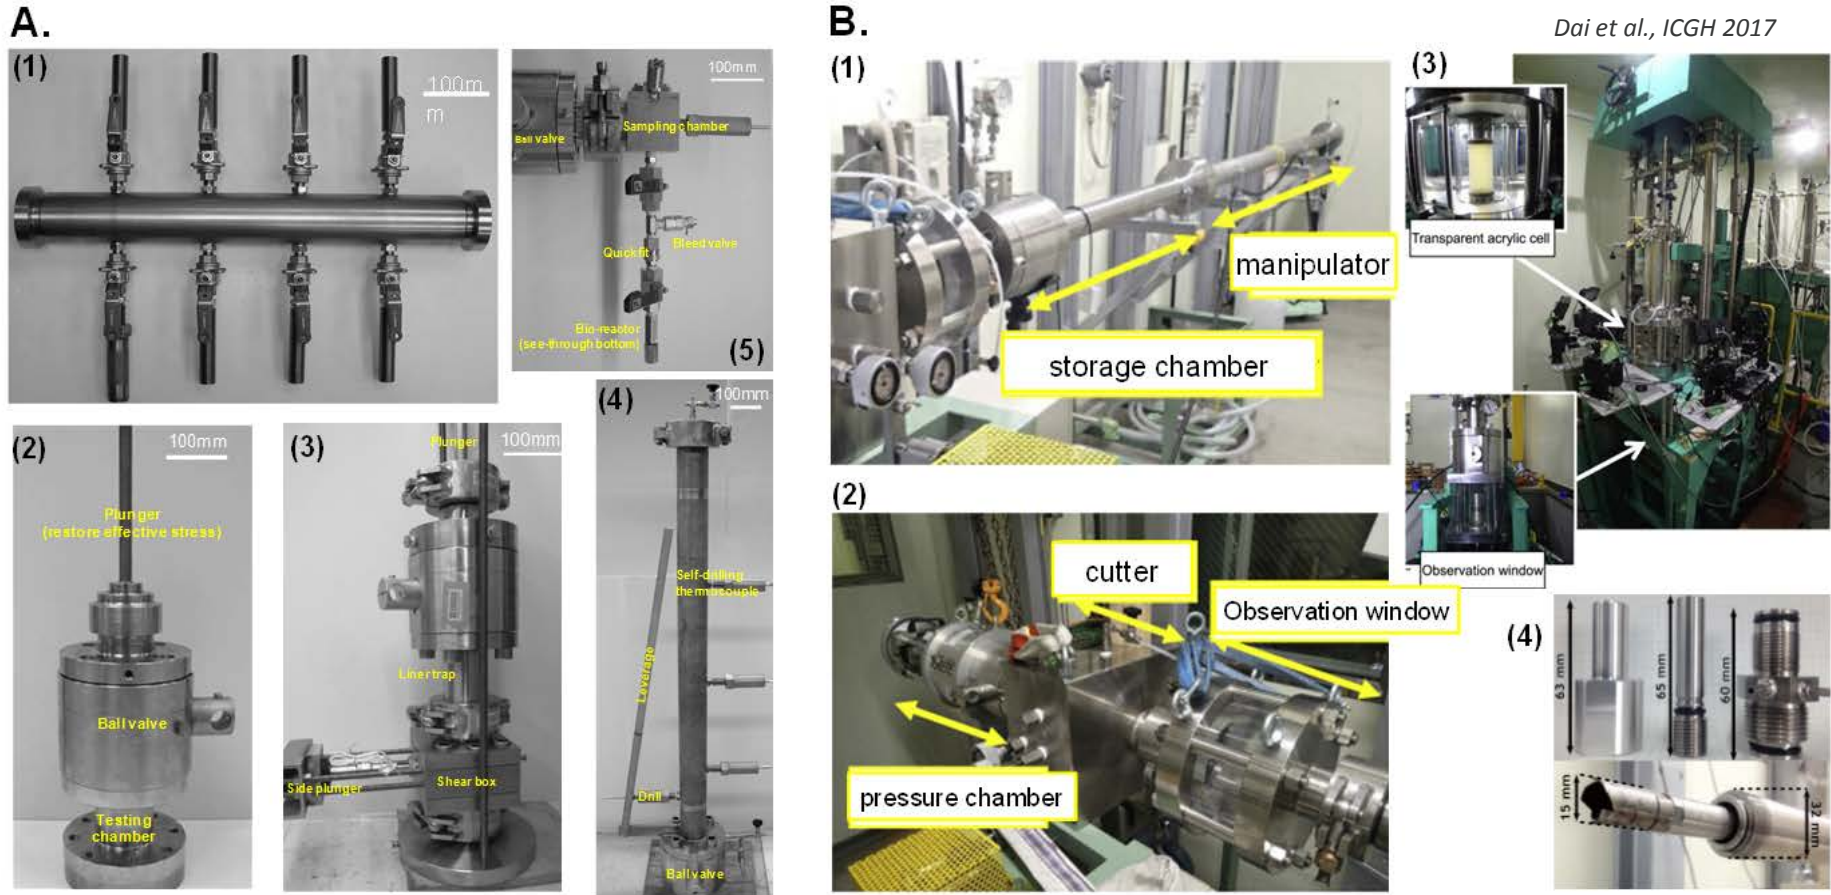 A.
B.
Dai et al., ICGH 2017
(1)
100m
m
100mm
Ball valve
Sampling chamber
Quick fit
Bleed valve
Bio-reactor
(see-through bottom)
(5)
(2)
100mm
Plunger
(restore effective stress)
Ball valve
Testing
chamber
(3)
Plunger
100mm
Liner trap
Side plunger
Shear box
(4)
100mm
Self-drilling
thermocouple
Leverage
Drill
Ball valve
(1)
manipulator
storage chamber
(2)
cutter
Observation window
pressure chamber
(3)
Transparent acrylic cell
Observation window
(4)
63 mm
65 mm
60 mm
15 mm
32 mm